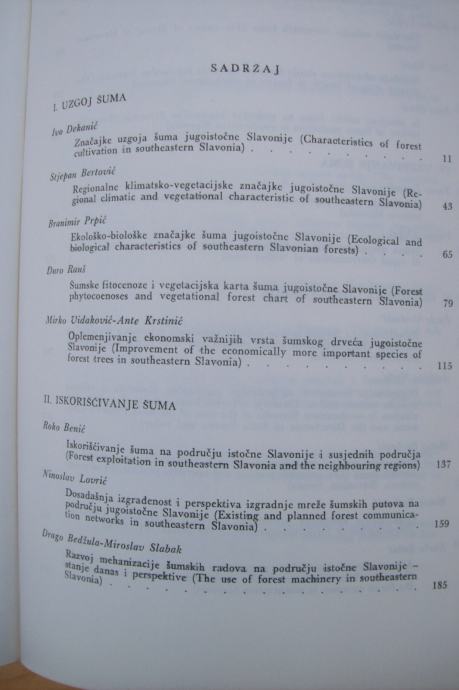 SADRŽAJ
I. UZGOJ ŠUMA
Ivo Dekanić
Značajke uzgoja šuma jugoistočne Slavonije (Characteristics of forest
cultivation in southeastern Slavonia) . . . . . . . . . . 11
Stjepan Bertović
Regionalne klimatsko-vegetacijske značajke jugoistočne Slavonije (Re-
gional climatic and vegetational characteristic of southeastern Slavonia) 43
Branimir Prpić
Ekološko-biološke značajke šuma jugoistočne Slavonije (Ecological and
biological characteristics of southeastern Slavonian forests) . . . . 65
Đuro Rauš
Šumske fitocenoze i vegetacijska karta šuma jugoistočne Slavonije (Forest
phytocoenoses and vegetational forest chart of southeastern Slavonia) 79
Mirko Vidaković-Ante Krstinić
Oplemenjivanje ekonomski važnijih vrsta šumskog drveća jugoistočne
Slavonije (Improvement of the economically more important species of
forest trees in southeastern Slavonia) . . . . . . . . . . 115
II. ISKORIŠĆIVANJE ŠUMA
Roko Benić
Iskorišćivanje šuma na području istočne Slavonije i susjednih područja
(Forest exploitation in southeastern Slavonia and the neighbouring regions) 137
Ninoslav Lovrić
Dosadašnja izgrađenost i perspektiva izgradnje mreže šumskih putova na
području jugoistočne Slavonije (Existing and planned forest communica-
tion networks in southeastern Slavonia) . . . . . . . . . 159
Drago Bedžula-Miroslav Slabak
Razvoj mehanizacije šumskih radova na području istočne Slavonije –
stanje danas i perspektive (The use of forest machinery in southeastern
Slavonia) . . . . . . . . . . . . . . . . 185